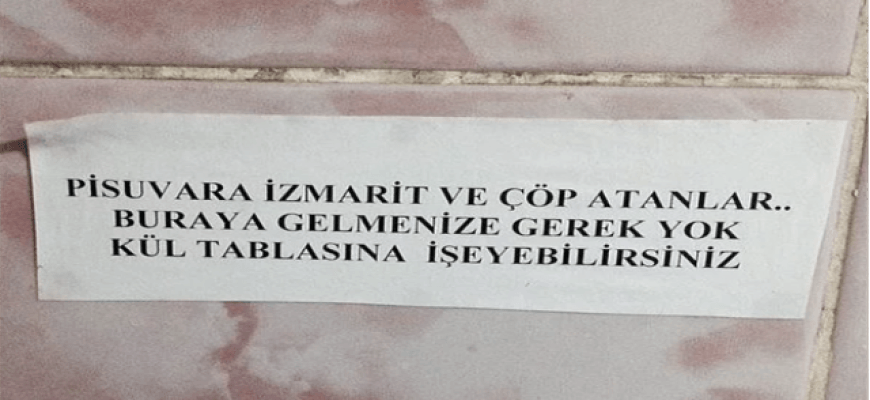 PİSUVARA İZMARİT VE ÇÖP ATANLAR..
BURAYA GELMENİZE GEREK YOK
KÜL TABLASINA İŞEYEBİLİRSİNİZ